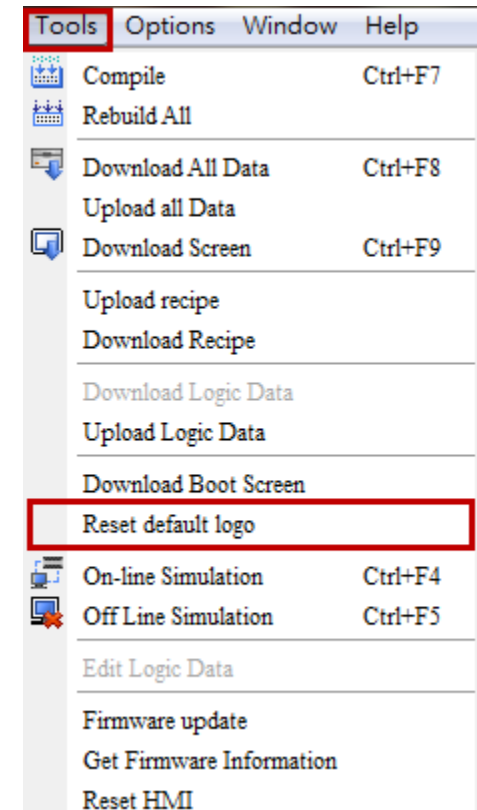 Tools Options Window Help
Compile Ctrl+F7
Rebuild All
Download All Data Ctrl+F8
Upload all Data
Download Screen Ctrl+F9
Upload recipe
Download Recipe
Download Logic Data
Upload Logic Data
Download Boot Screen
Reset default logo
On-line Simulation Ctrl+F4
Off Line Simulation Ctrl+F5
Edit Logic Data
Firmware update
Get Firmware Information
Reset HMI